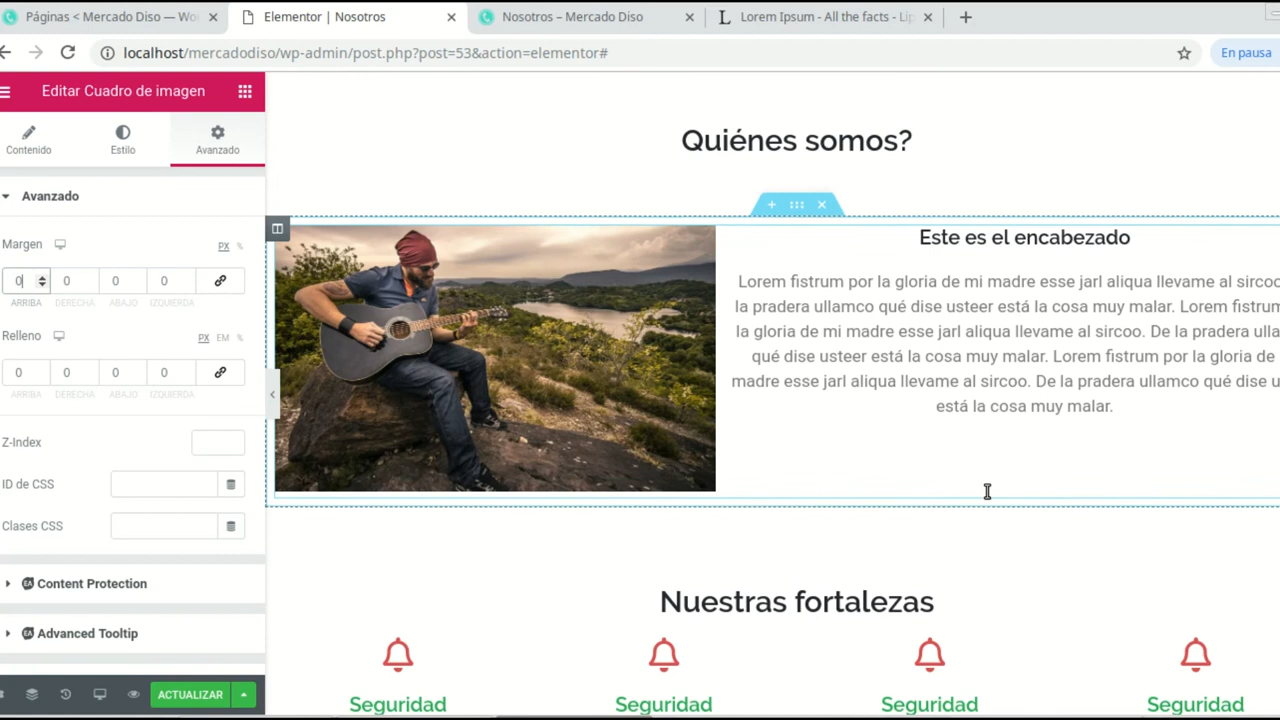 Páginas < Mercado Diso — Wo
Elementor | Nosotros
Nosotros – Mercado Diso
Lorem Ipsum - All the facts - Lip
localhost/mercadodiso/wp-admin/post.php?post=53&action=elementor#
En pausa
Editar Cuadro de imagen
Contenido
Estilo
Avanzado
Avanzado
Margen
PX %
0 0 0 0
ARRIBA DERECHA ABAJO IZQUIERDA
Relleno
PX EM %
0 0 0 0
ARRIBA DERECHA ABAJO IZQUIERDA
Z-Index
ID de CSS
Clases CSS
EA Content Protection
EA Advanced Tooltip
ACTUALIZAR
Quiénes somos?
Este es el encabezado
Lorem fistrum por la gloria de mi madre esse jarl aliqua llevame al sircoo
la pradera ullamco qué dise usteer está la cosa muy malar. Lorem fistrum
la gloria de mi madre esse jarl aliqua llevame al sircoo. De la pradera ulla
qué dise usteer está la cosa muy malar. Lorem fistrum por la gloria de
madre esse jarl aliqua llevame al sircoo. De la pradera ullamco qué dise u
está la cosa muy malar.
Nuestras fortalezas
Seguridad
Seguridad
Seguridad
Seguridad